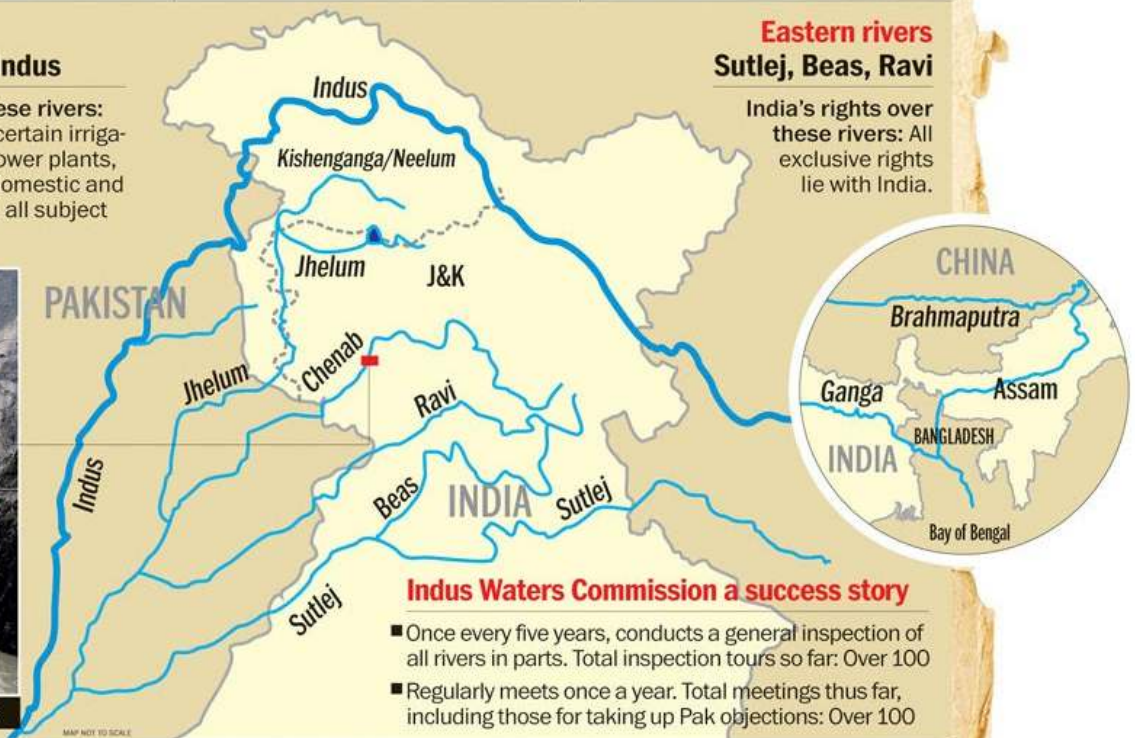 ndus
ese rivers:
certain irriga-
ower plants,
omestic and
all subject
Eastern rivers
Sutlej, Beas, Ravi
India's rights over
these rivers: All
exclusive rights
lie with India.
Indus
Kishenganga/Neelum
Jhelum
J&K
PAKISTAN
Chenab
Jhelum
Ravi
Indus
Beas
INDIA
Sutlej
Sutlej
CHINA
Brahmaputra
Ganga
Assam
BANGLADESH
INDIA
Bay of Bengal
Indus Waters Commission a success story
■ Once every five years, conducts a general inspection of
all rivers in parts. Total inspection tours so far: Over 100
■ Regularly meets once a year. Total meetings thus far,
including those for taking up Pak objections: Over 100
MAP NOT TO SCALE